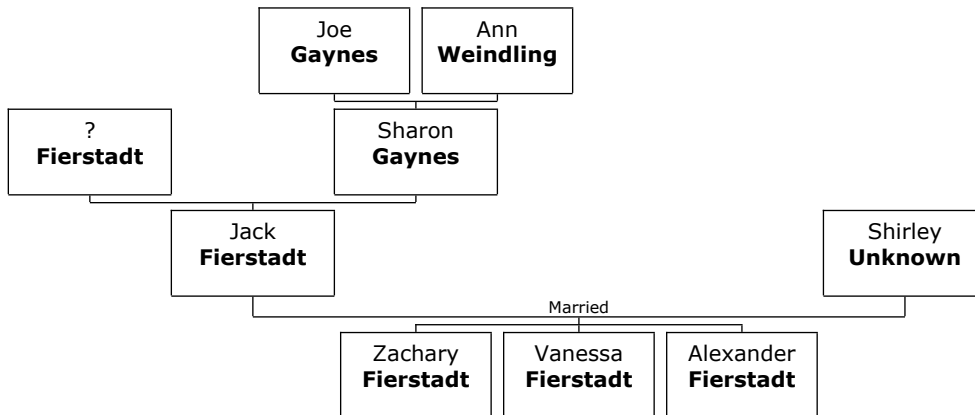 Joe
Gaynes
Ann
Weindling
?
Fierstadt
Sharon
Gaynes
Jack
Fierstadt
Shirley
Unknown
Married
Zachary
Fierstadt
Vanessa
Fierstadt
Alexander
Fierstadt